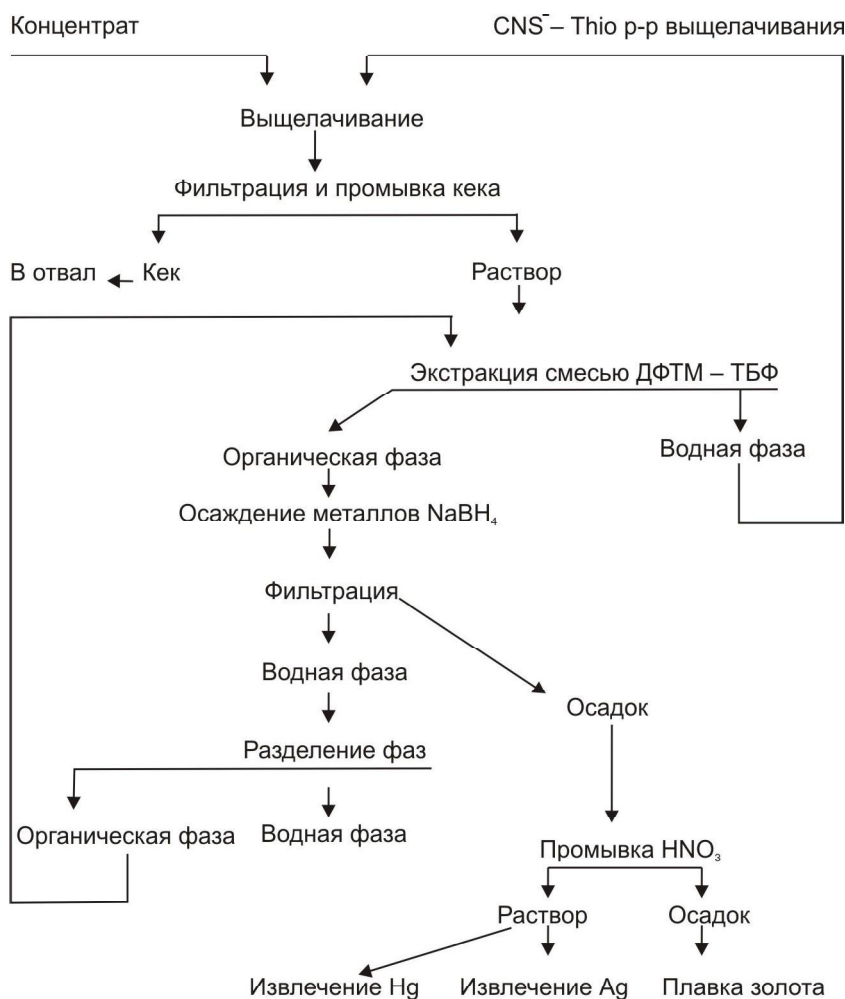 Концентрат
CNS⁻ – Thio р-р выщелачивания
Выщелачивание
Фильтрация и промывка кека
В отвал
Кек
Раствор
Экстракция смесью ДФТМ – ТБФ
Органическая фаза
Водная фаза
Осаждение металлов NaBH₄
Фильтрация
Водная фаза
Осадок
Разделение фаз
Органическая фаза
Водная фаза
Промывка HNO₃
Раствор
Осадок
Извлечение Hg
Извлечение Ag
Плавка золота